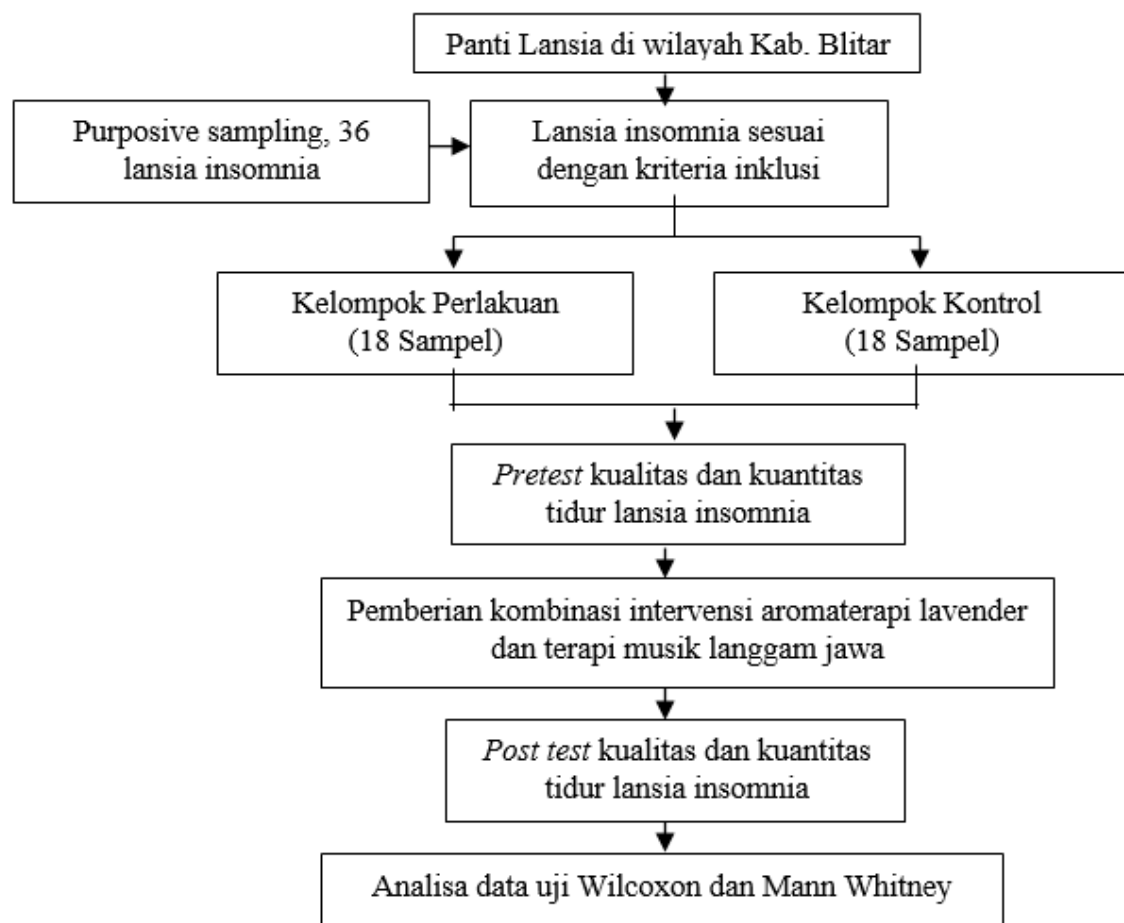 Panti Lansia di wilayah Kab. Blitar
Purposive sampling, 36
lansia insomnia
Lansia insomnia sesuai
dengan kriteria inklusi
Kelompok Perlakuan
(18 Sampel)
Kelompok Kontrol
(18 Sampel)
Pretest kualitas dan kuantitas
tidur lansia insomnia
Pemberian kombinasi intervensi aromaterapi lavender
dan terapi musik langgam jawa
Post test kualitas dan kuantitas
tidur lansia insomnia
Analisa data uji Wilcoxon dan Mann Whitney